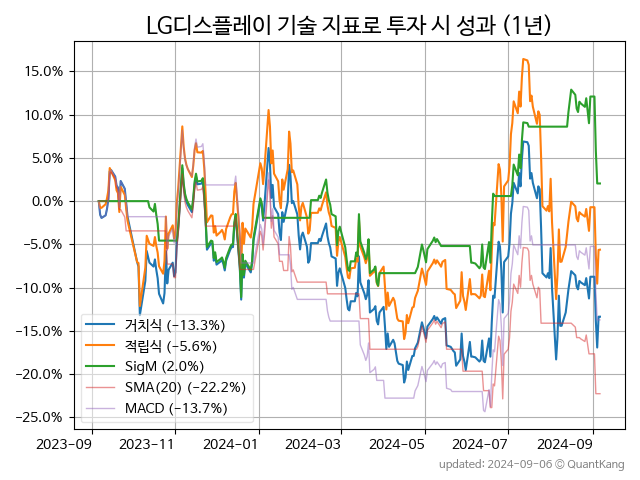 LG디스플레이 기술 지표로 투자 시 성과 (1년)
15.0%
10.0%
5.0%
0.0%
−5.0%
−10.0%
−15.0%
−20.0%
−25.0%
거치식 (−13.3%)
적립식 (−5.6%)
SigM (2.0%)
SMA(20) (−22.2%)
MACD (−13.7%)
2023-09 2023-11 2024-01 2024-03 2024-05 2024-07 2024-09
updated: 2024-09-06 © QuantKang